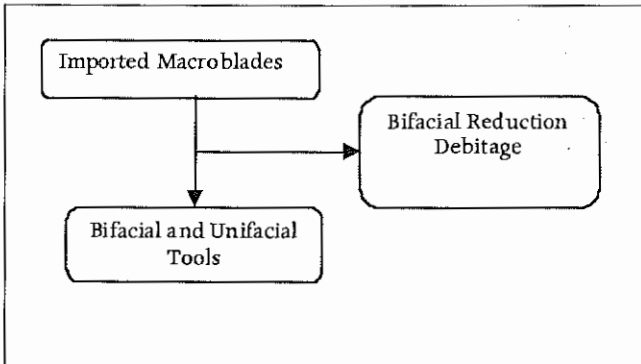 Imported Macroblades
Bifacial Reduction
Debitage
Bifacial and Unifacial
Tools